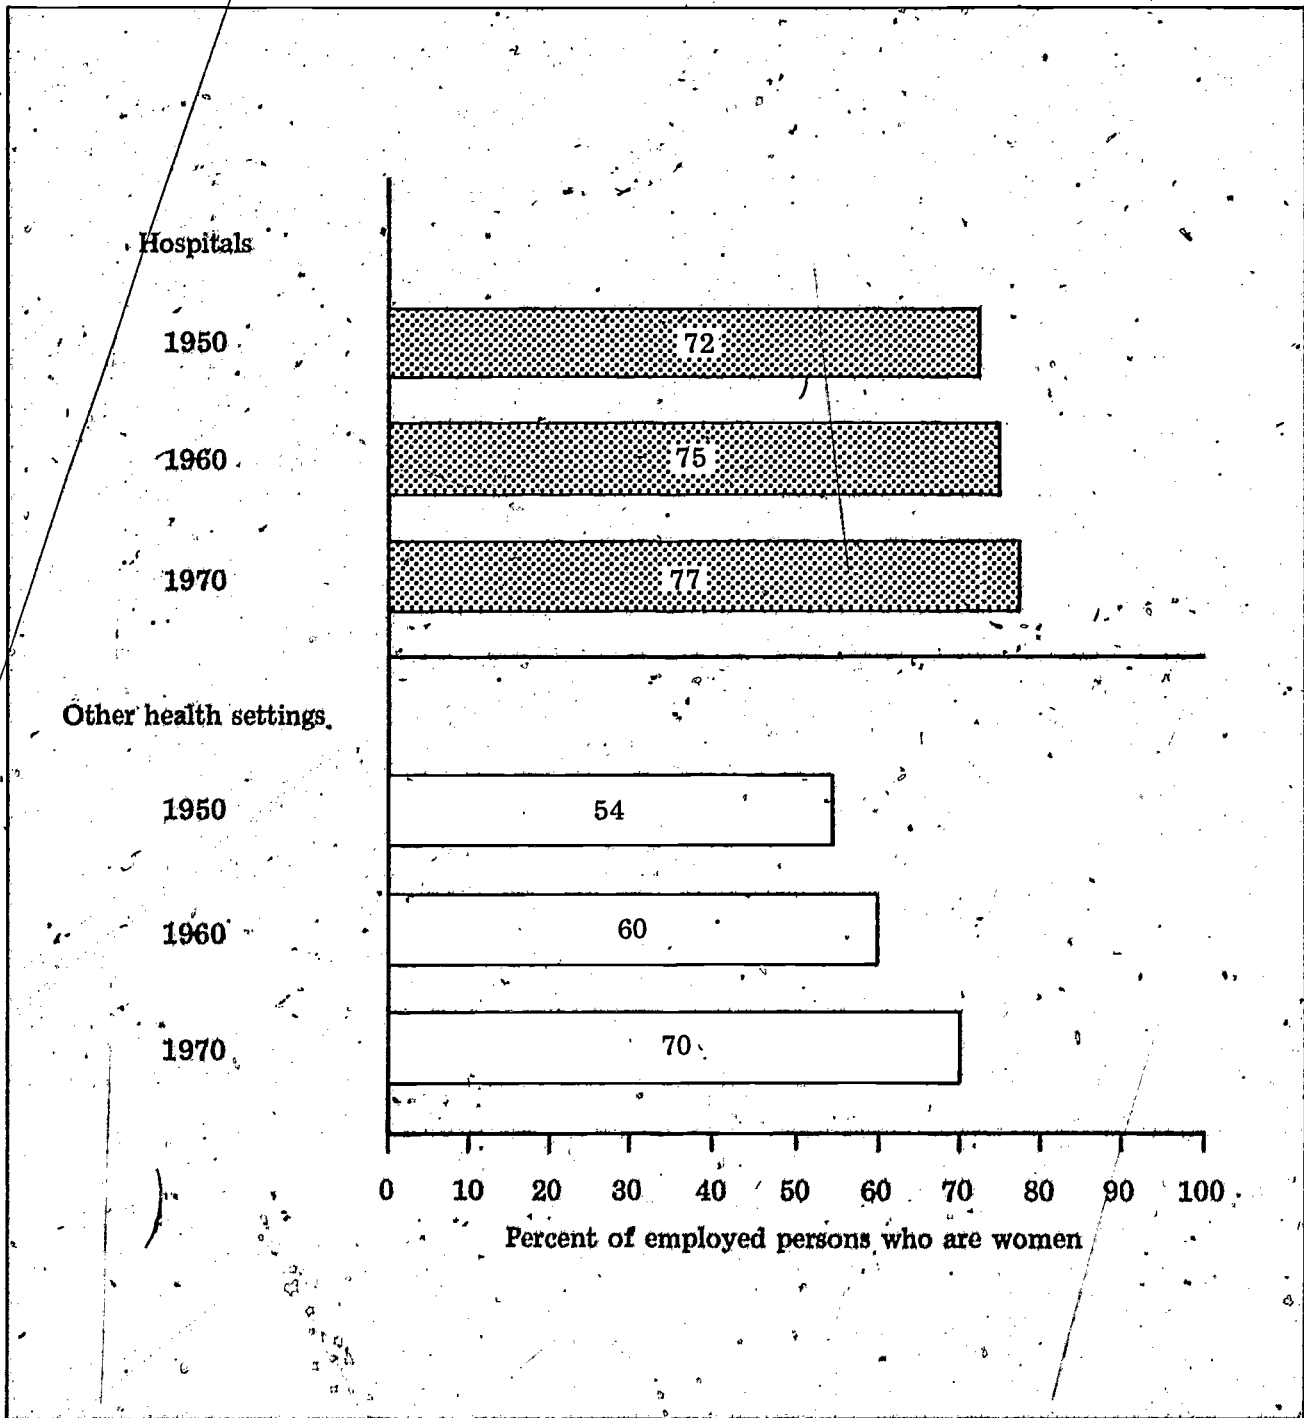 Hospitals
1950 72
1960 75
1970 77
Other health settings
1950 54
1960 60
1970 70
0 10 20 30 40 50 60 70 80 90 100
Percent of employed persons who are women